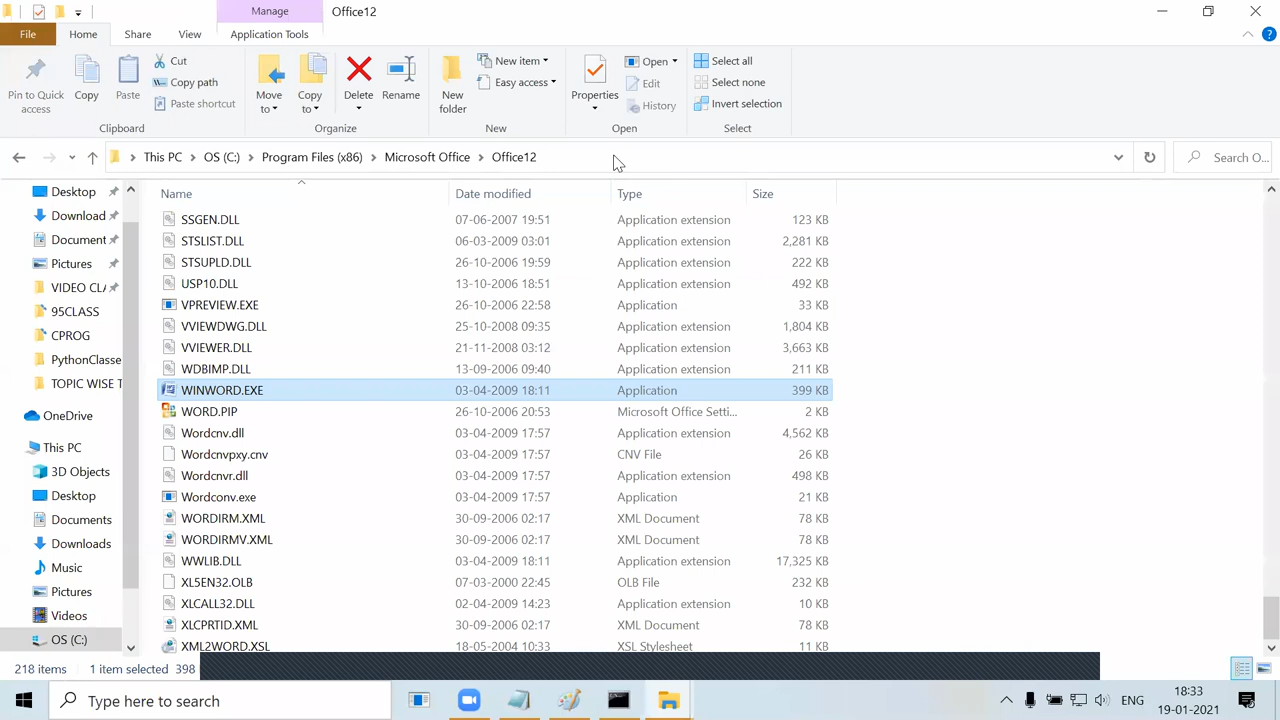 Manage
Office12
File
Home
Share
View
Application Tools
Pin to Quick access
Copy
Paste
Cut
Copy path
Paste shortcut
Clipboard
Move to
Copy to
Delete
Rename
Organize
New folder
New item
Easy access
New
Properties
Open
Edit
History
Open
Select all
Select none
Invert selection
Select
This PC > OS (C:) > Program Files (x86) > Microsoft Office > Office12
Search O...
Name Date modified Type Size
Desktop
Download
Document
Pictures
VIDEO CLA
95CLASS
CPROG
PythonClasse
TOPIC WISE T
OneDrive
This PC
3D Objects
Desktop
Documents
Downloads
Music
Pictures
Videos
OS (C:)
SSGEN.DLL 07-06-2007 19:51 Application extension 123 KB
STSLIST.DLL 06-03-2009 03:01 Application extension 2,281 KB
STSUPLD.DLL 26-10-2006 19:59 Application extension 222 KB
USP10.DLL 13-10-2006 18:51 Application extension 492 KB
VPREVIEW.EXE 26-10-2006 22:58 Application 33 KB
VVIEWDWG.DLL 25-10-2008 09:35 Application extension 1,804 KB
VVIEWER.DLL 21-11-2008 03:12 Application extension 3,663 KB
WDBIMP.DLL 13-09-2006 09:40 Application extension 211 KB
WINWORD.EXE 03-04-2009 18:11 Application 399 KB
WORD.PIP 26-10-2006 20:53 Microsoft Office Setti... 2 KB
Wordcnv.dll 03-04-2009 17:57 Application extension 4,562 KB
Wordcnvpxy.cnv 03-04-2009 17:57 CNV File 26 KB
Wordcnvr.dll 03-04-2009 17:57 Application extension 498 KB
Wordconv.exe 03-04-2009 17:57 Application 21 KB
WORDIRM.XML 30-09-2006 02:17 XML Document 78 KB
WORDIRMV.XML 30-09-2006 02:17 XML Document 78 KB
WWLIB.DLL 03-04-2009 18:11 Application extension 17,325 KB
XL5EN32.OLB 07-03-2000 22:45 OLB File 232 KB
XLCALL32.DLL 02-04-2009 14:23 Application extension 10 KB
XLCPRTID.XML 30-09-2006 02:17 XML Document 78 KB
XML2WORD.XSL 18-05-2004 10:33 XSL Stylesheet 11 KB
218 items 1 item selected 398
Type here to search
ENG
18:33
19-01-2021